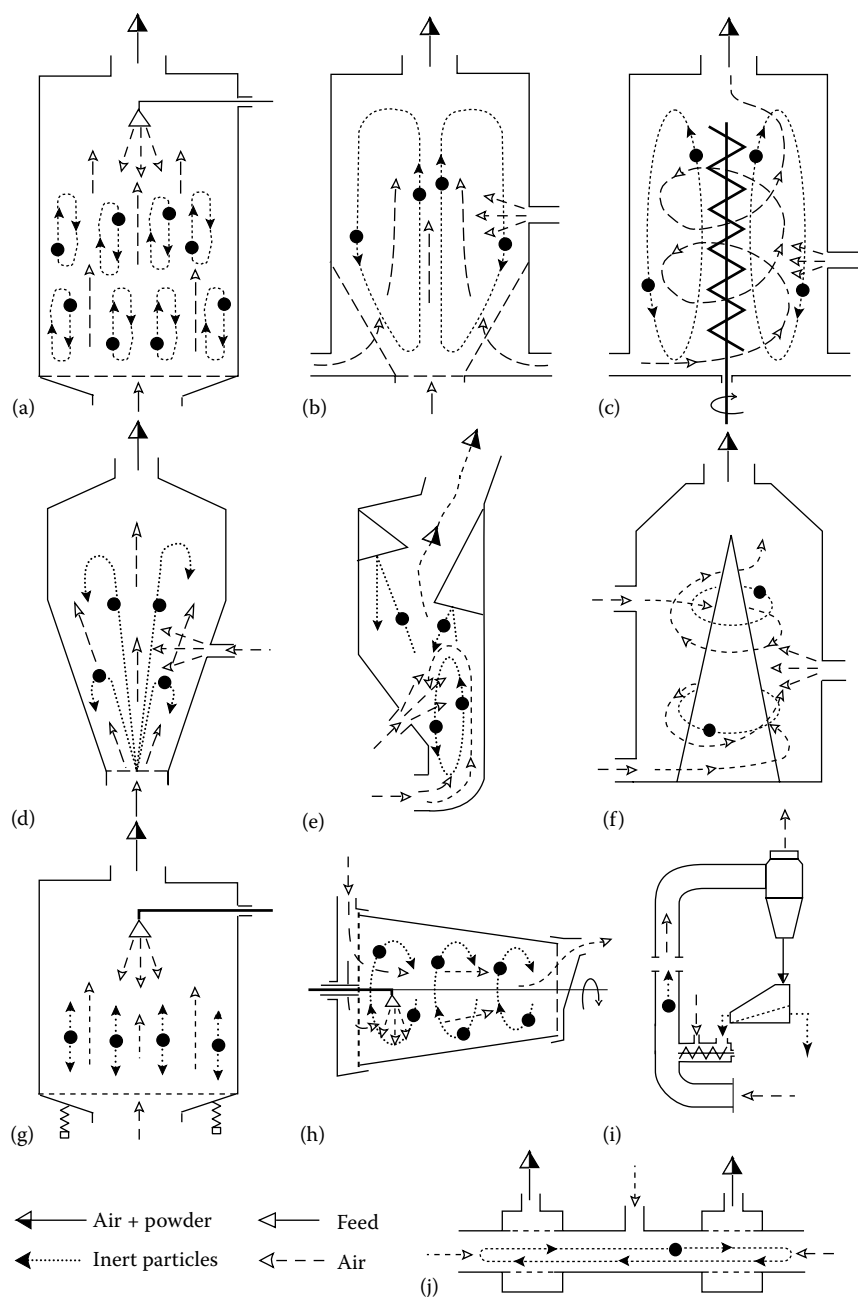 (a)
(b)
(c)
(d)
(e)
(f)
(g)
(h)
(i)
Air + powder
Feed
Inert particles
Air
(j)